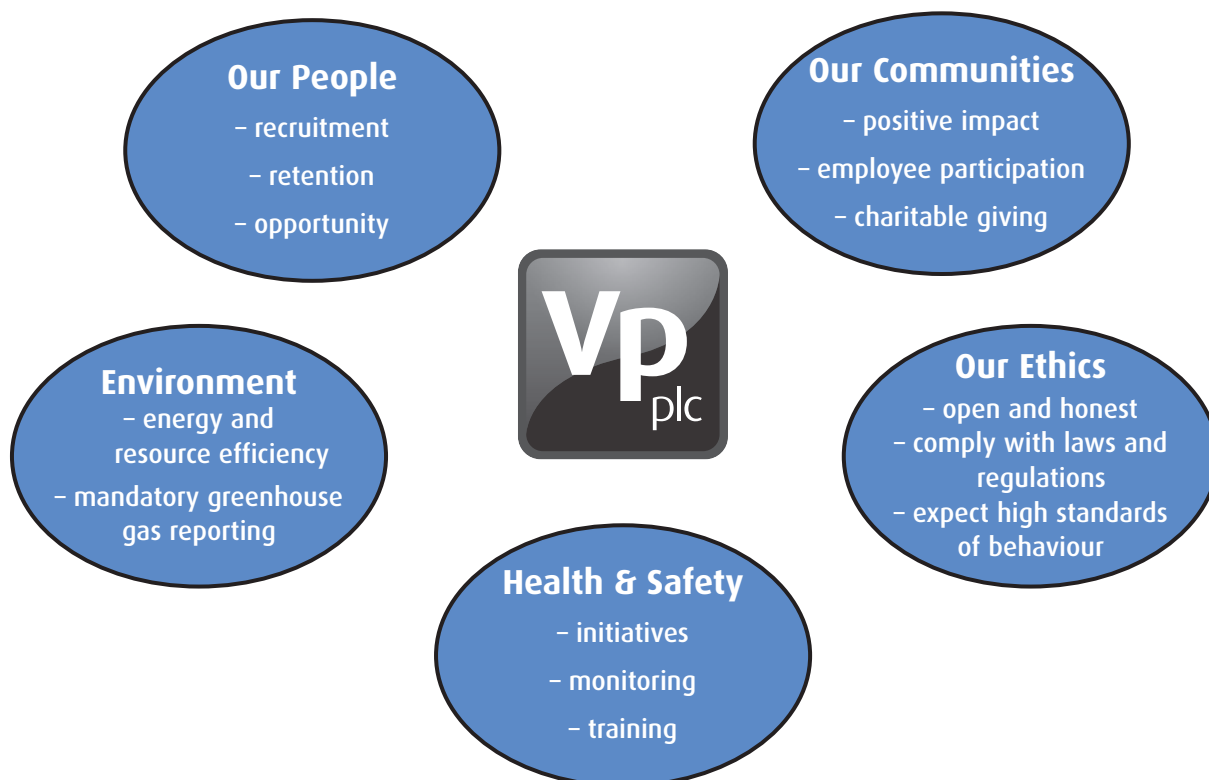 Our People
– recruitment
– retention
– opportunity
Our Communities
– positive impact
– employee participation
– charitable giving
Vp
plc
Environment
– energy and
resource efficiency
– mandatory greenhouse
gas reporting
Our Ethics
– open and honest
– comply with laws and
regulations
– expect high standards
of behaviour
Health & Safety
– initiatives
– monitoring
– training